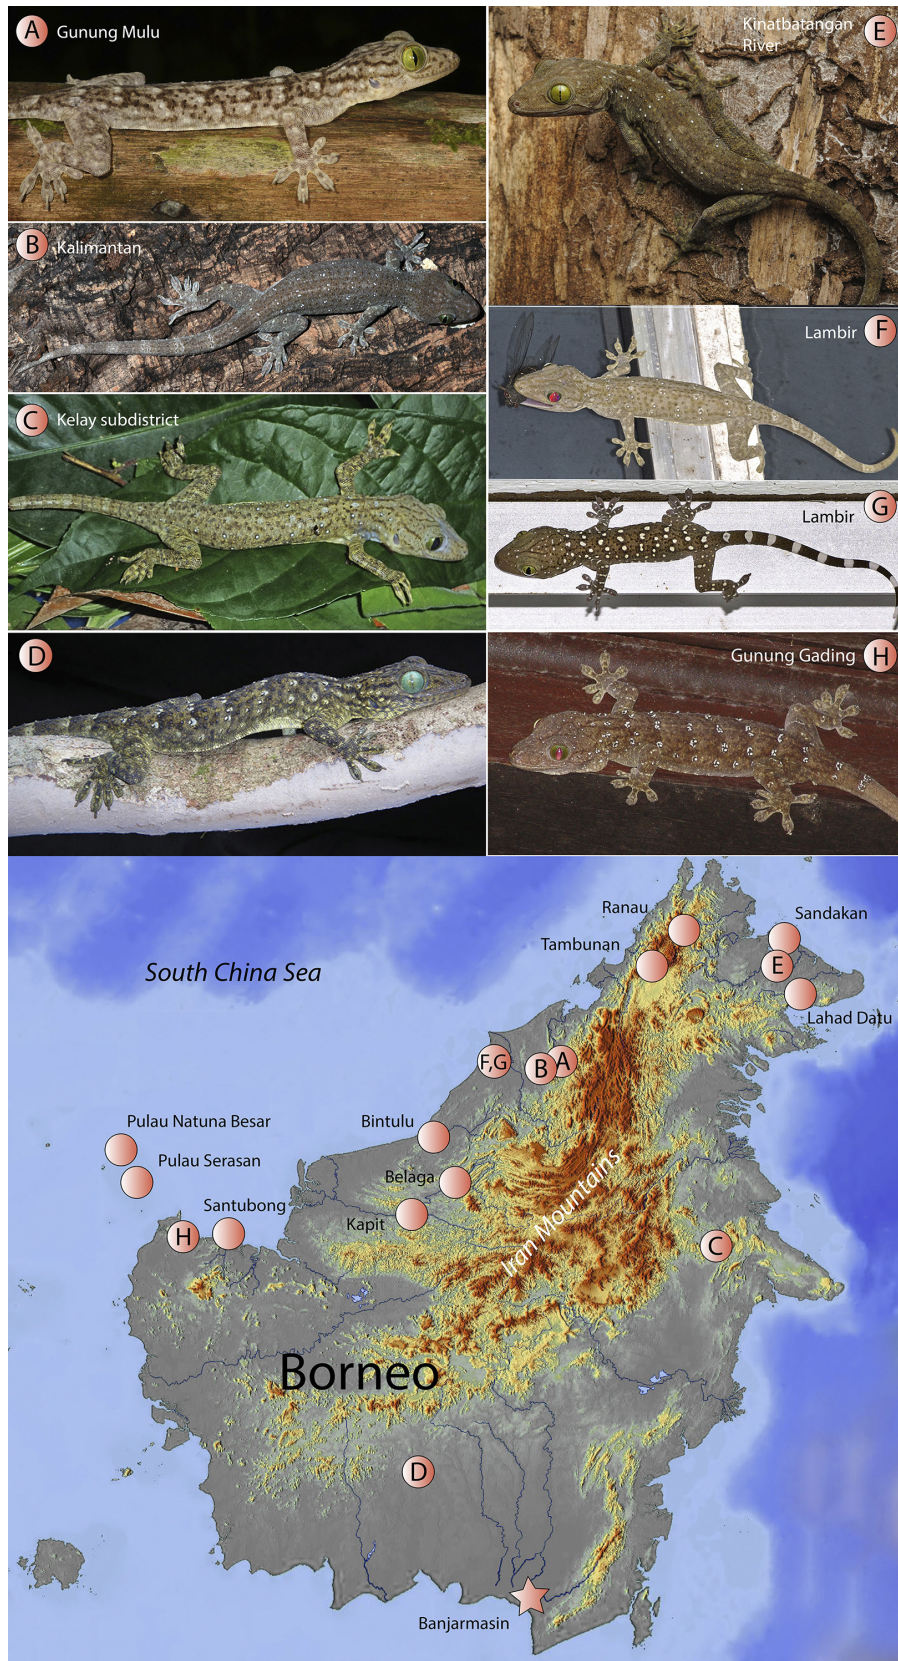 A Gunung Mulu
B Kalimantan
C Kelay subdistrict
D
Kinatbatangan E
River
Lambir F
Lambir G
Gunung Gading H
Ranau
Sandakan
Tambunan
South China Sea
E
Lahad Datu
F,G
B
A
Pulau Natuna Besar
Bintulu
Pulau Serasan
Belaga
Santubong
Kapit
Iran Mountains
H
C
Borneo
D
Banjarmasin